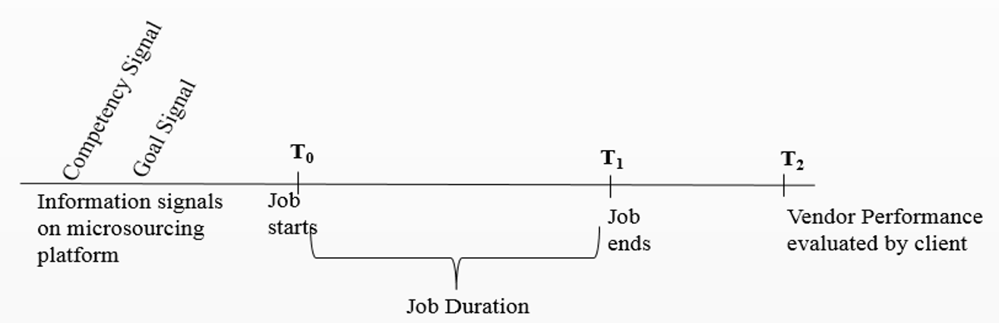 Competency Signal
Goal Signal
T0
T1
T2
Information signals
on microsourcing
platform
Job
starts
Job
ends
Vendor Performance
evaluated by client
Job Duration